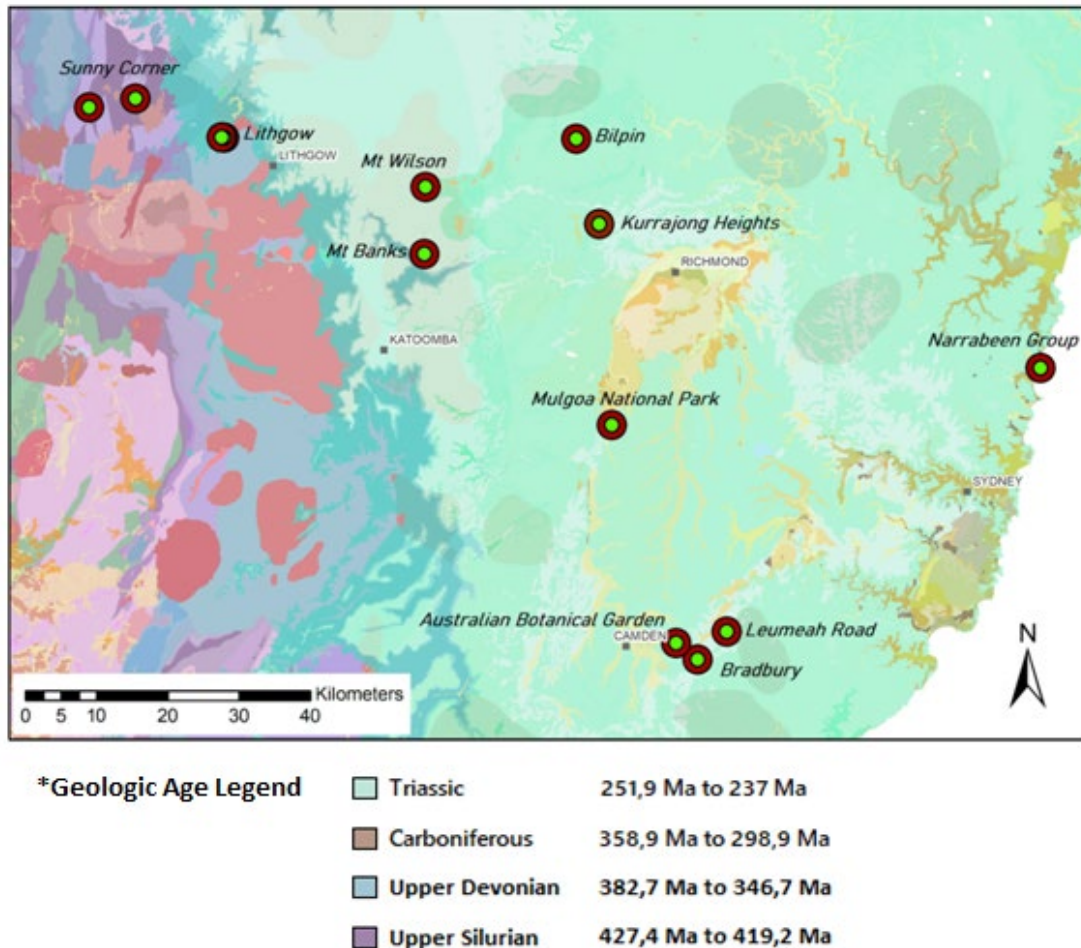 Sunny Corner
Lithgow
LITHGOW
Bilpin
Mt Wilson
Kurrajong Heights
Mt Banks
RICHMOND
KATOOMBA
Narrabeen Group
Mulgoa National Park
SYDNEY
Australian Botanical Garden
CAMDEN
Leumeah Road
Bradbury
N
Kilometers
0 5 10 20 30 40
*Geologic Age Legend
Triassic 251,9 Ma to 237 Ma
Carboniferous 358,9 Ma to 298,9 Ma
Upper Devonian 382,7 Ma to 346,7 Ma
Upper Silurian 427,4 Ma to 419,2 Ma